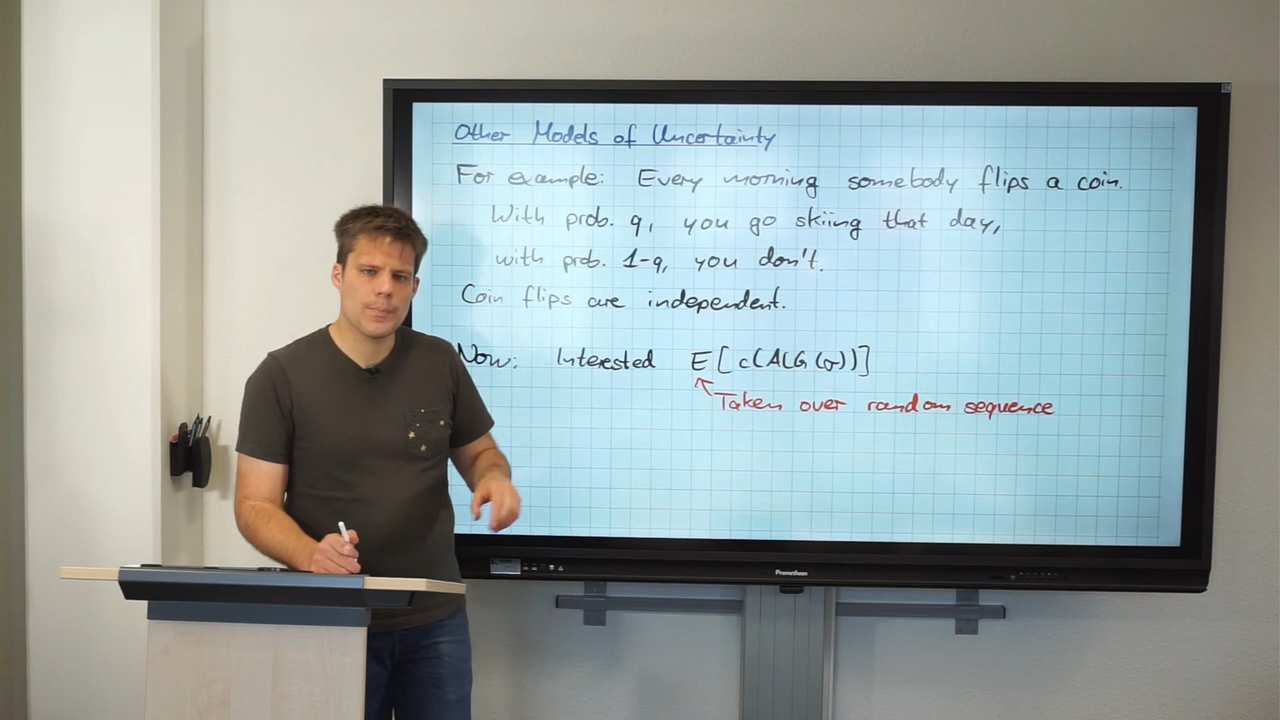 Other Models of Uncertainty
For example: Every morning somebody flips a coin.
With prob. q, you go skiing that day,
with prob. 1-q, you don't.
Coin flips are independent.
Now: Interested E[c(ALG(σ))]
Taken over random sequence
Promethean